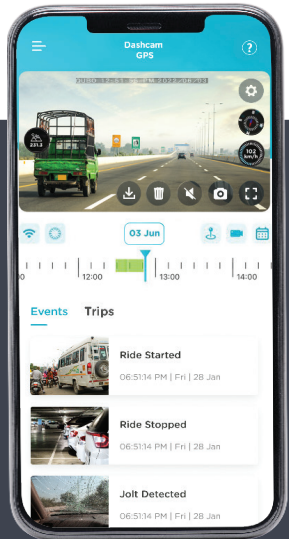 Dashcam
GPS
?
231.3
102
km/h
03 Jun
12:00
13:00
14:00
Events
Trips
Ride Started
06:51:14 PM | Fri | 28 Jan
Ride Stopped
06:51:14 PM | Fri | 28 Jan
Jolt Detected
06:51:14 PM | Fri | 28 Jan